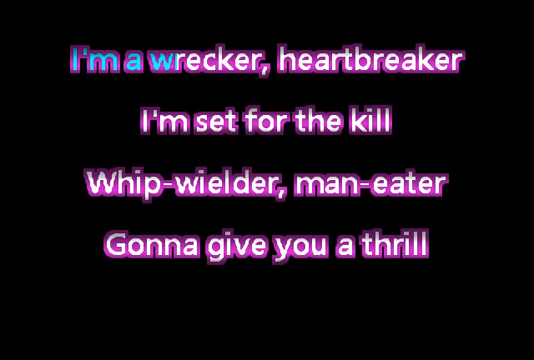 I'm a wrecker, heartbreaker
I'm set for the kill
Whip-wielder, man-eater
Gonna give you a thrill